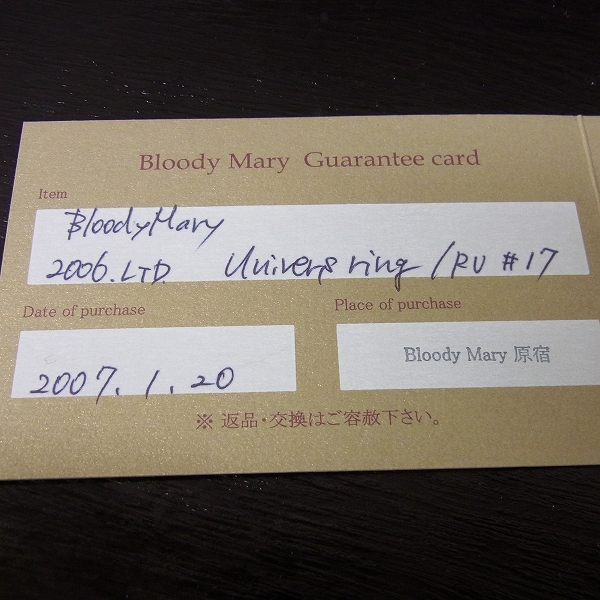 Bloody Mary Guarantee card
Item
BloodyMary
2006.LTD. Univers ring /RU #17
Date of purchase
Place of purchase
2007.1.20
Bloody Mary 原宿
※ 返品・交換はご容赦下さい。